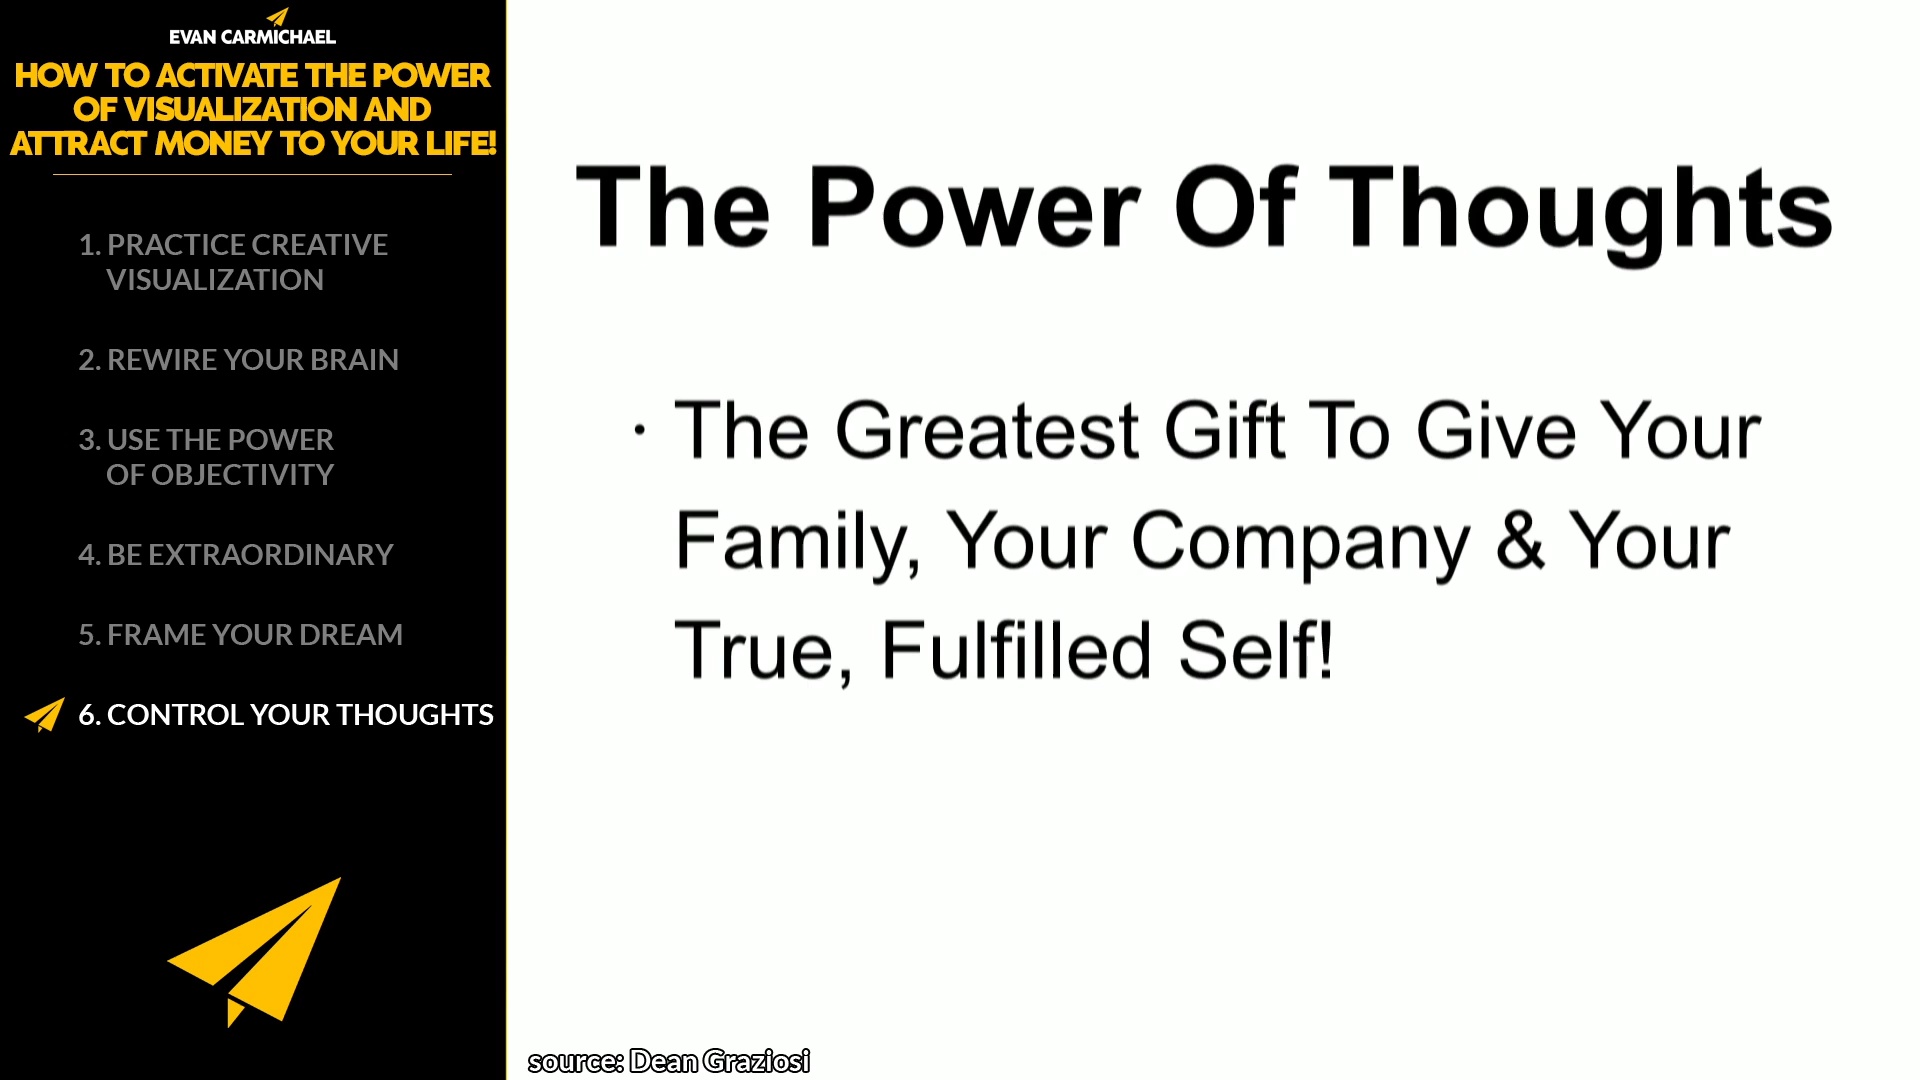 EVAN CARMICHAEL
HOW TO ACTIVATE THE POWER
OF VISUALIZATION AND
ATTRACT MONEY TO YOUR LIFE!
1. PRACTICE CREATIVE
VISUALIZATION
2. REWIRE YOUR BRAIN
3. USE THE POWER
OF OBJECTIVITY
4. BE EXTRAORDINARY
5. FRAME YOUR DREAM
6. CONTROL YOUR THOUGHTS
The Power Of Thoughts
· The Greatest Gift To Give Your
Family, Your Company & Your
True, Fulfilled Self!
source: Dean Graziosi